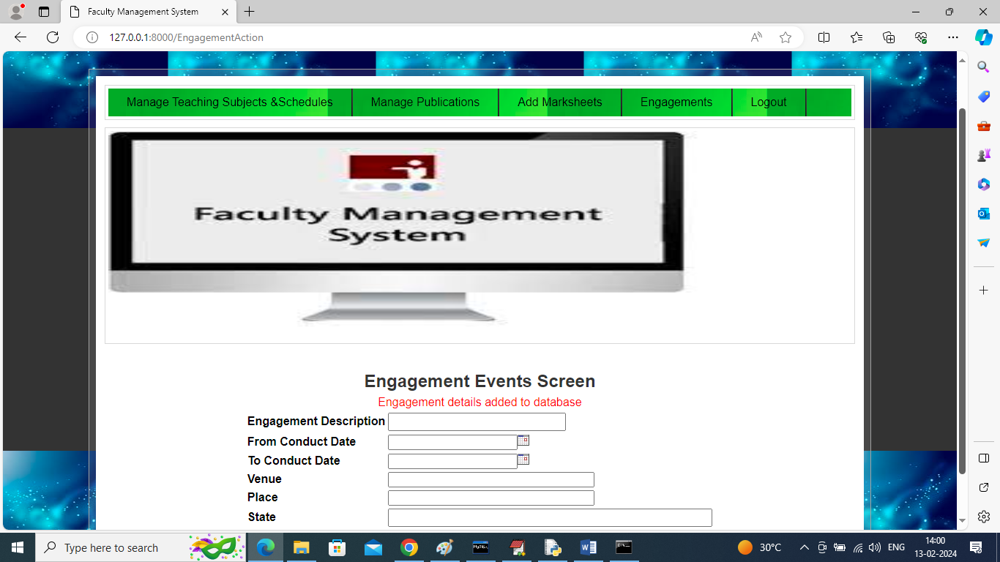 Faculty Management System
127.0.0.1:8000/EngagementAction
Manage Teaching Subjects &Schedules
Manage Publications
Add Marksheets
Engagements
Logout
Faculty Management
System
Engagement Events Screen
Engagement details added to database
Engagement Description
From Conduct Date
To Conduct Date
Venue
Place
State
Type here to search
30°C
ENG
14:00
13-02-2024